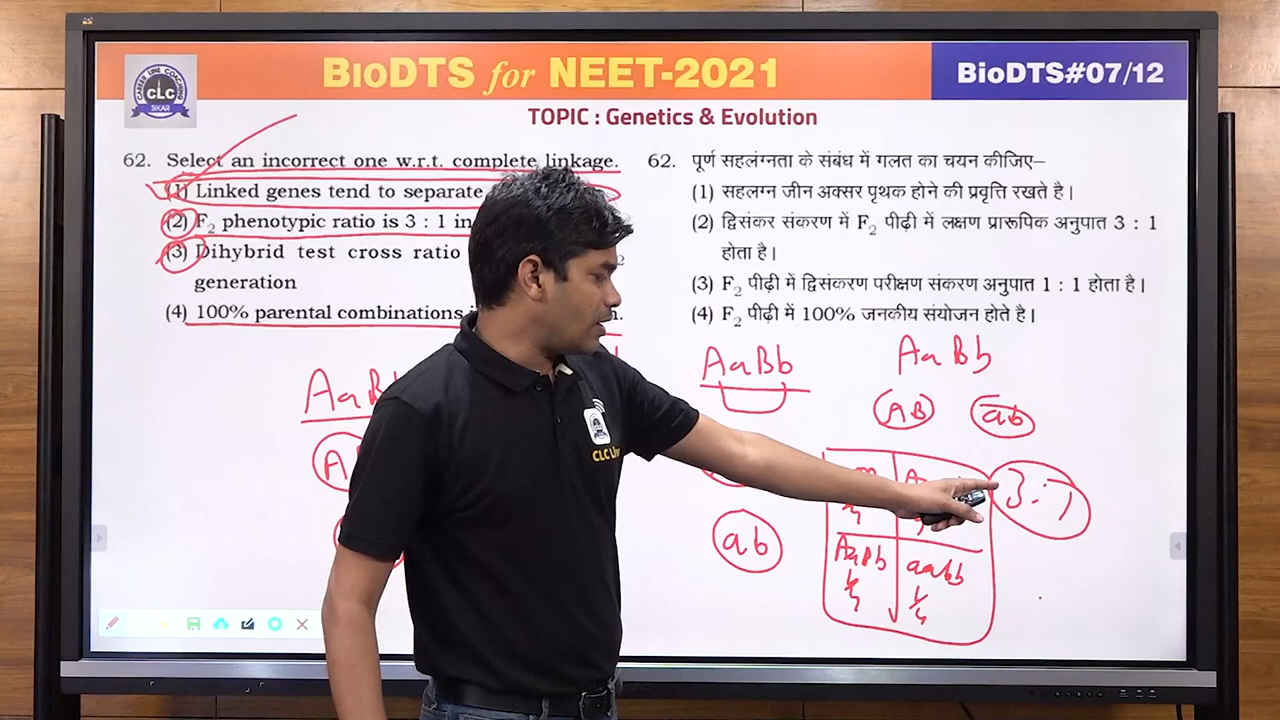 BioDTS for NEET-2021
BioDTS#07/12
CAREER LINE COACHING
CLC
SIKAR
TOPIC : Genetics & Evolution
62. Select an incorrect one w.r.t. complete linkage.
(1) Linked genes tend to separate
(2) F₂ phenotypic ratio is 3 : 1 in
(3) Dihybrid test cross ratio
generation
(4) 100% parental combinations
62. पूर्ण सहलंग्नता के संबंध में गलत का चयन कीजिए–
(1) सहलग्न जीन अक्सर पृथक होने की प्रवृत्ति रखते है।
(2) द्विसंकर संकरण में F₂ पीढ़ी में लक्षण प्रारूपिक अनुपात 3 : 1
होता है।
(3) F₂ पीढ़ी में द्विसंकरण परीक्षण संकरण अनुपात 1 : 1 होता है।
(4) F₂ पीढ़ी में 100% जनकीय संयोजन होते है।
AaBb
AaBb
AB
ab
3:1
ab
AaBb
aabb
CLC